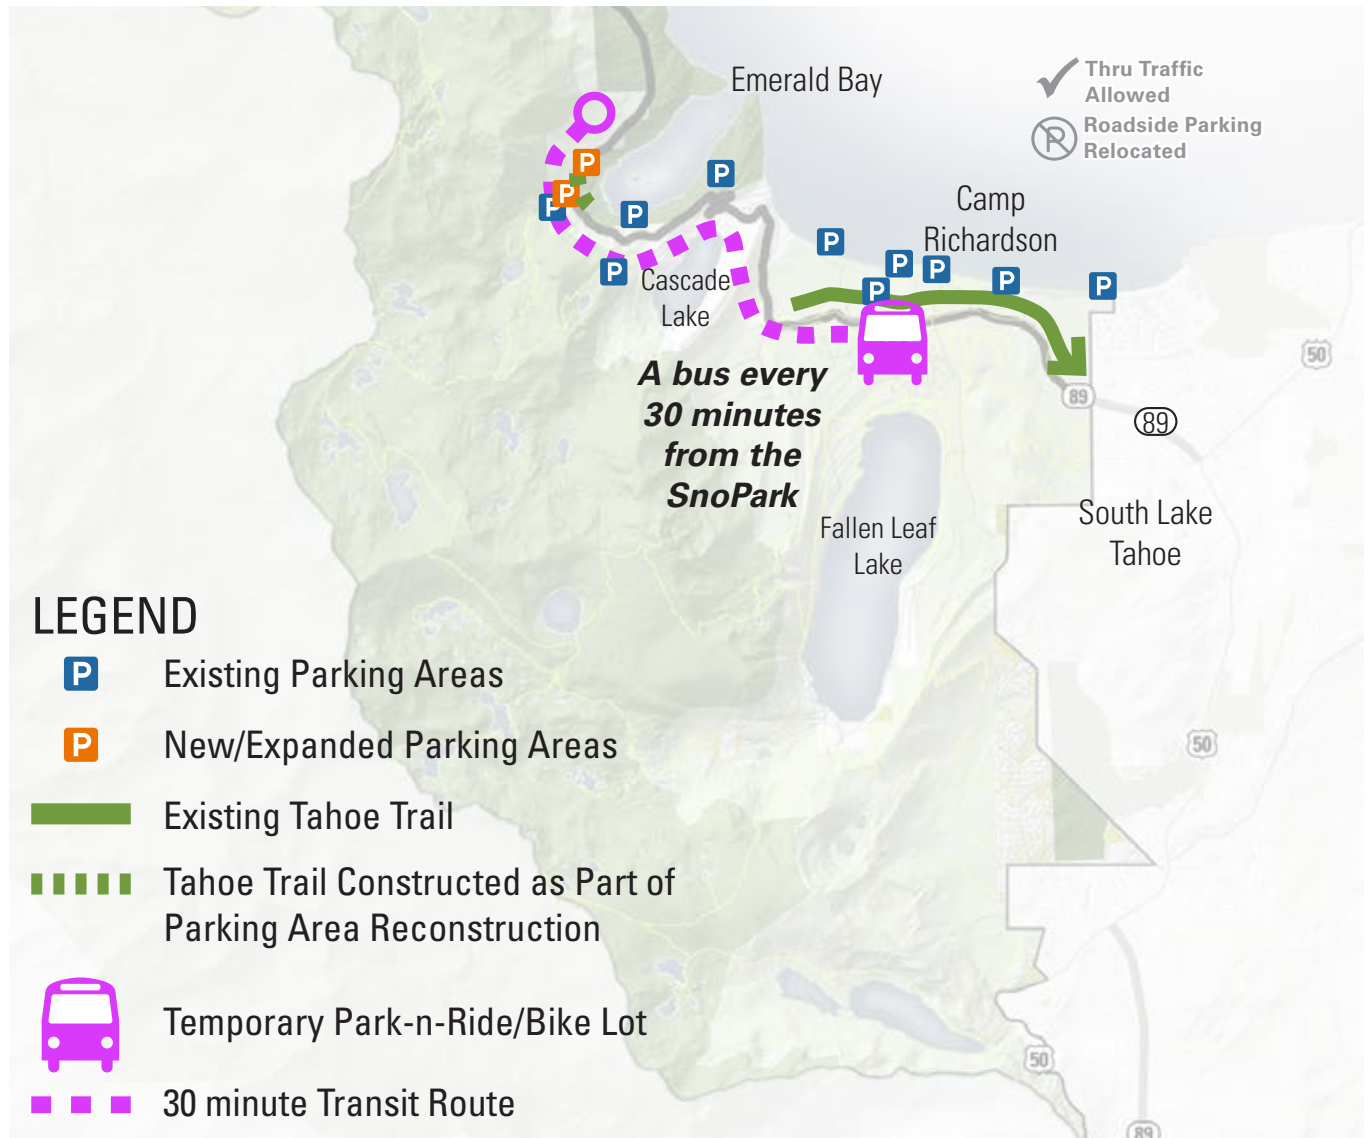 Emerald Bay
Thru Traffic
Allowed
Roadside Parking
Relocated
P
P
P
P
P
P
P
Camp
Richardson
P
P
P
P
P
P
P
Cascade
Lake
A bus every
30 minutes
from the
SnoPark
50
89
89
Fallen Leaf
Lake
South Lake
Tahoe
50
50
89
LEGEND
P Existing Parking Areas
P New/Expanded Parking Areas
Existing Tahoe Trail
Tahoe Trail Constructed as Part of
Parking Area Reconstruction
Temporary Park-n-Ride/Bike Lot
30 minute Transit Route